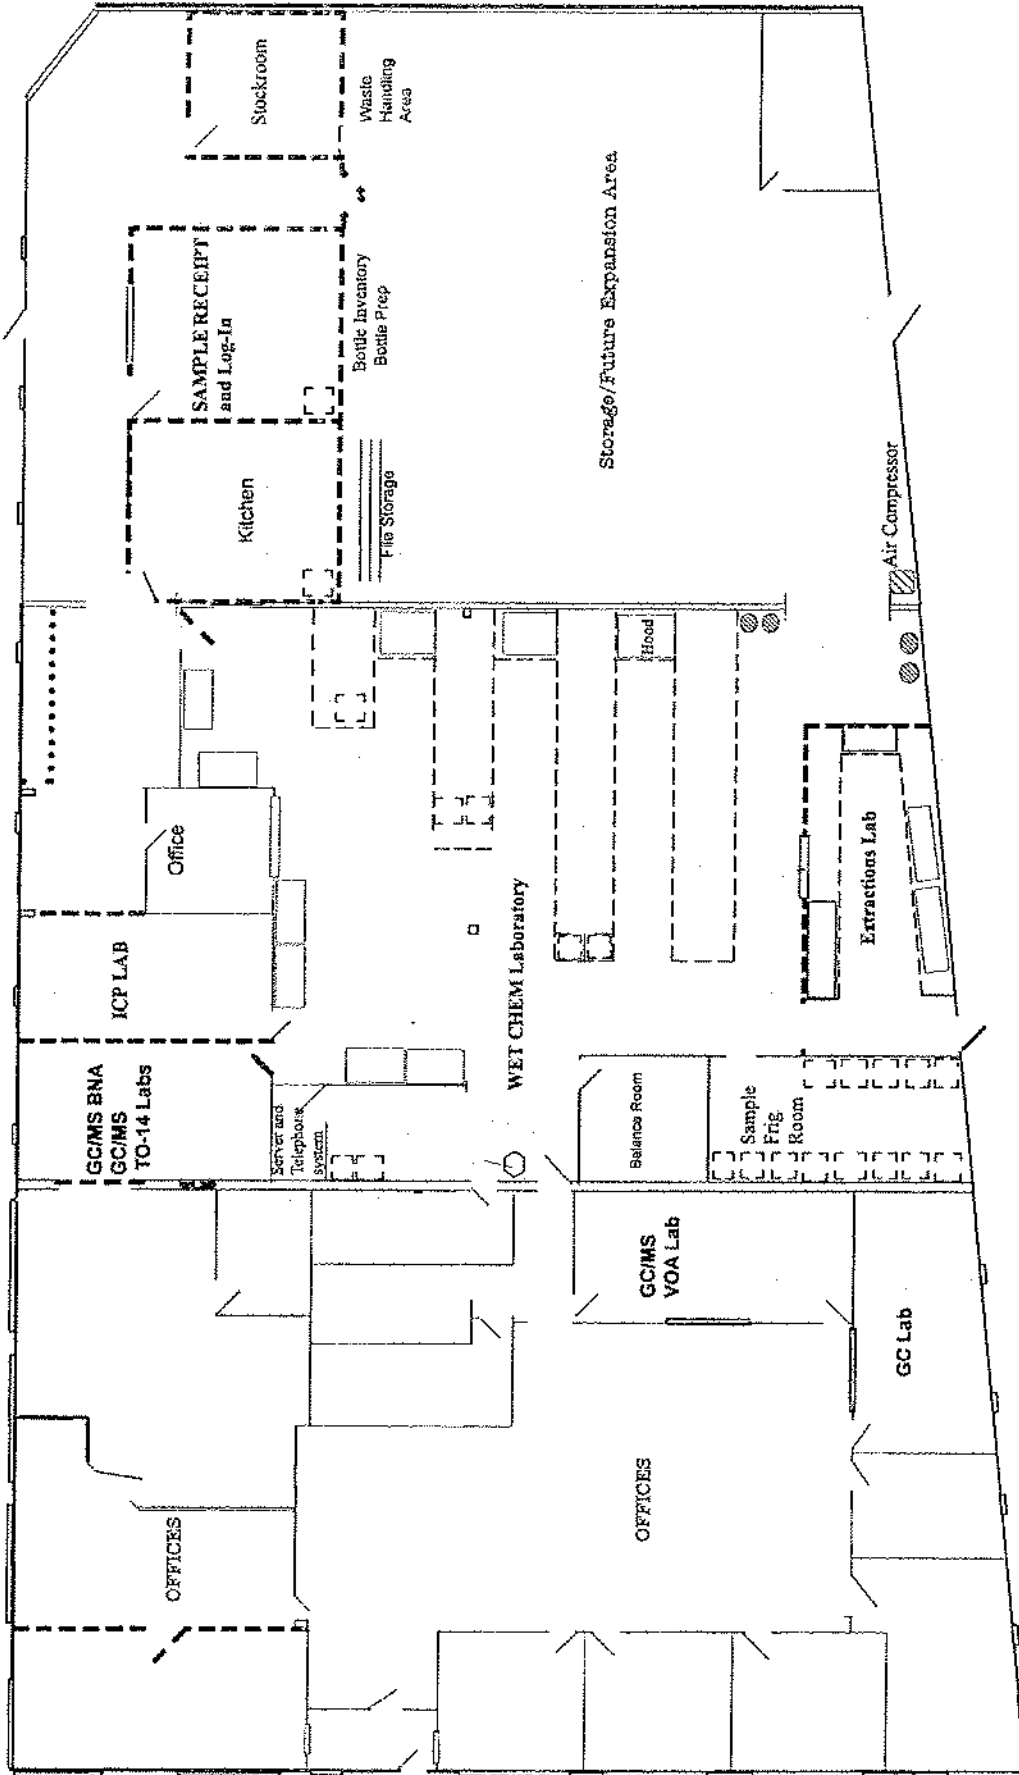 Stockroom
Waste
Handling
Area
SAMPLE RECEIPT
and Log-In
Bottle Inventory
Bottle Prep
Storage/Future Expansion Area
Kitchen
File Storage
Air Compressor
Hood
Office
Extractions Lab
ICP LAB
WET CHEM Laboratory
GC/MS BNA
GC/MS
TO-14 Labs
Server and
Telephone
system
Balance Room
Sample
Frig.
Room
GC/MS
VOA Lab
GC Lab
OFFICES
OFFICES